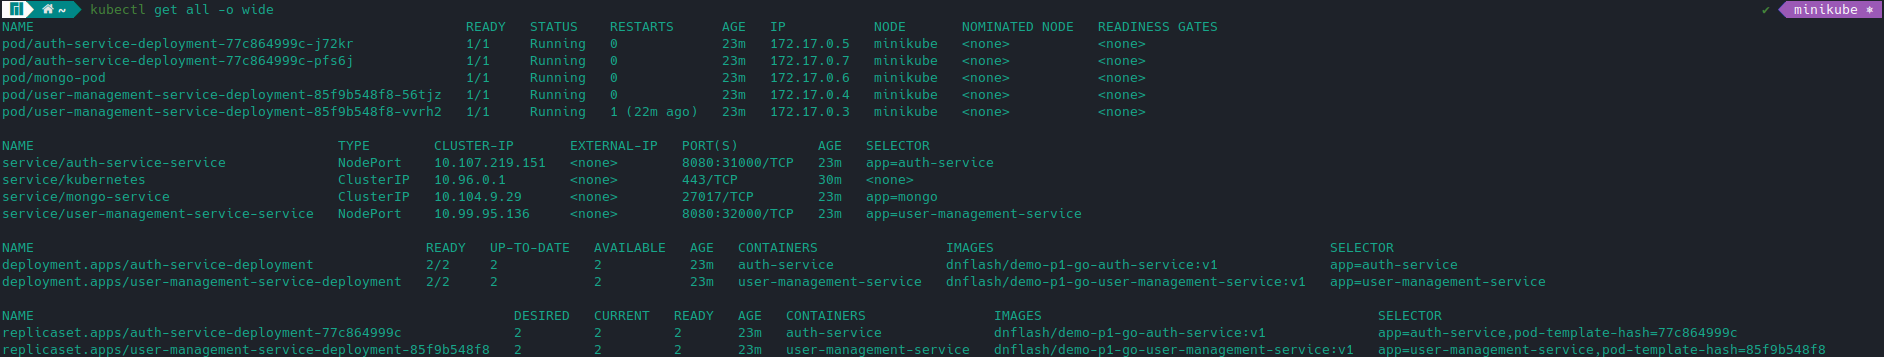 ~ kubectl get all -o wide ✔ minikube ⎈
NAME READY STATUS RESTARTS AGE IP NODE NOMINATED NODE READINESS GATES
pod/auth-service-deployment-77c864999c-j72kr 1/1 Running 0 23m 172.17.0.5 minikube <none> <none>
pod/auth-service-deployment-77c864999c-pfs6j 1/1 Running 0 23m 172.17.0.7 minikube <none> <none>
pod/mongo-pod 1/1 Running 0 23m 172.17.0.6 minikube <none> <none>
pod/user-management-service-deployment-85f9b548f8-56tjz 1/1 Running 0 23m 172.17.0.4 minikube <none> <none>
pod/user-management-service-deployment-85f9b548f8-vvrh2 1/1 Running 1 (22m ago) 23m 172.17.0.3 minikube <none> <none>
NAME TYPE CLUSTER-IP EXTERNAL-IP PORT(S) AGE SELECTOR
service/auth-service-service NodePort 10.107.219.151 <none> 8080:31000/TCP 23m app=auth-service
service/kubernetes ClusterIP 10.96.0.1 <none> 443/TCP 30m <none>
service/mongo-service ClusterIP 10.104.9.29 <none> 27017/TCP 23m app=mongo
service/user-management-service-service NodePort 10.99.95.136 <none> 8080:32000/TCP 23m app=user-management-service
NAME READY UP-TO-DATE AVAILABLE AGE CONTAINERS IMAGES SELECTOR
deployment.apps/auth-service-deployment 2/2 2 2 23m auth-service dnflash/demo-p1-go-auth-service:v1 app=auth-service
deployment.apps/user-management-service-deployment 2/2 2 2 23m user-management-service dnflash/demo-p1-go-user-management-service:v1 app=user-management-service
NAME DESIRED CURRENT READY AGE CONTAINERS IMAGES SELECTOR
replicaset.apps/auth-service-deployment-77c864999c 2 2 2 23m auth-service dnflash/demo-p1-go-auth-service:v1 app=auth-service,pod-template-hash=77c864999c
replicaset.apps/user-management-service-deployment-85f9b548f8 2 2 2 23m user-management-service dnflash/demo-p1-go-user-management-service:v1 app=user-management-service,pod-template-hash=85f9b548f8